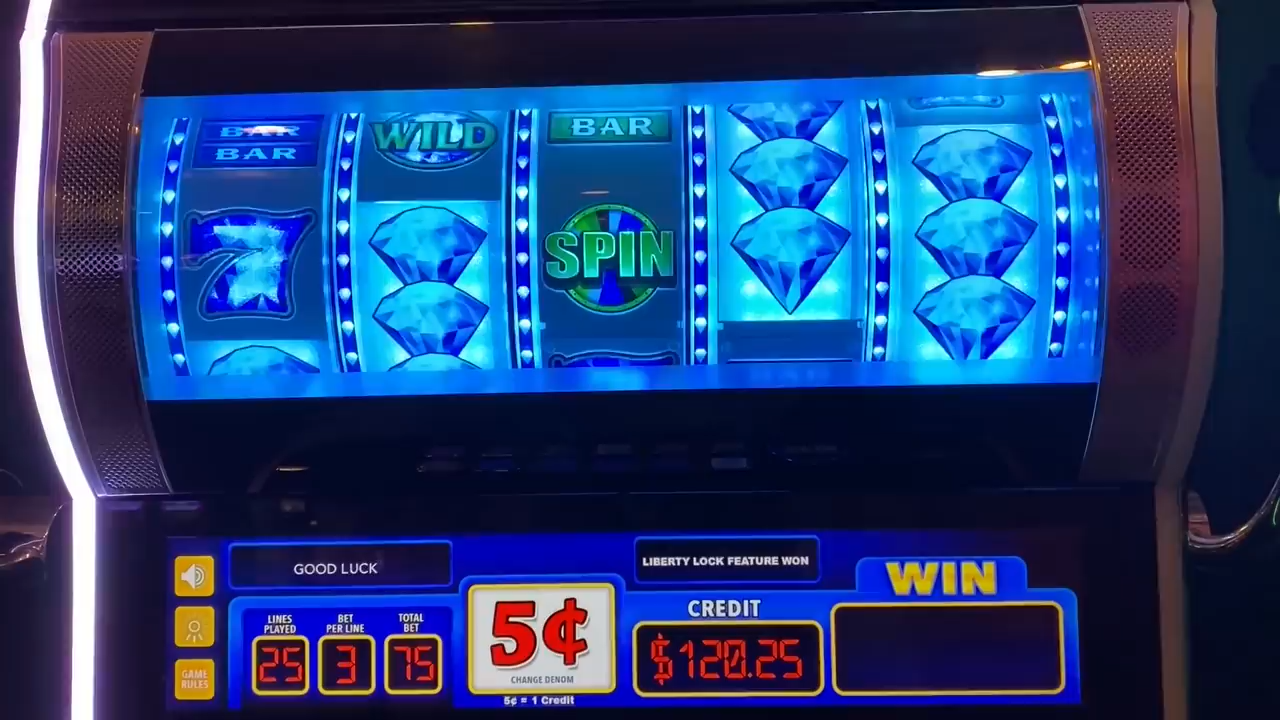 BAR
BAR
WILD
BAR
7
SPIN
GOOD LUCK
LIBERTY LOCK FEATURE WON
WIN
LINES PLAYED
BET PER LINE
TOTAL BET
25
3
75
5¢
CHANGE DENOM
5¢ = 1 Credit
CREDIT
$120.25
GAME RULES